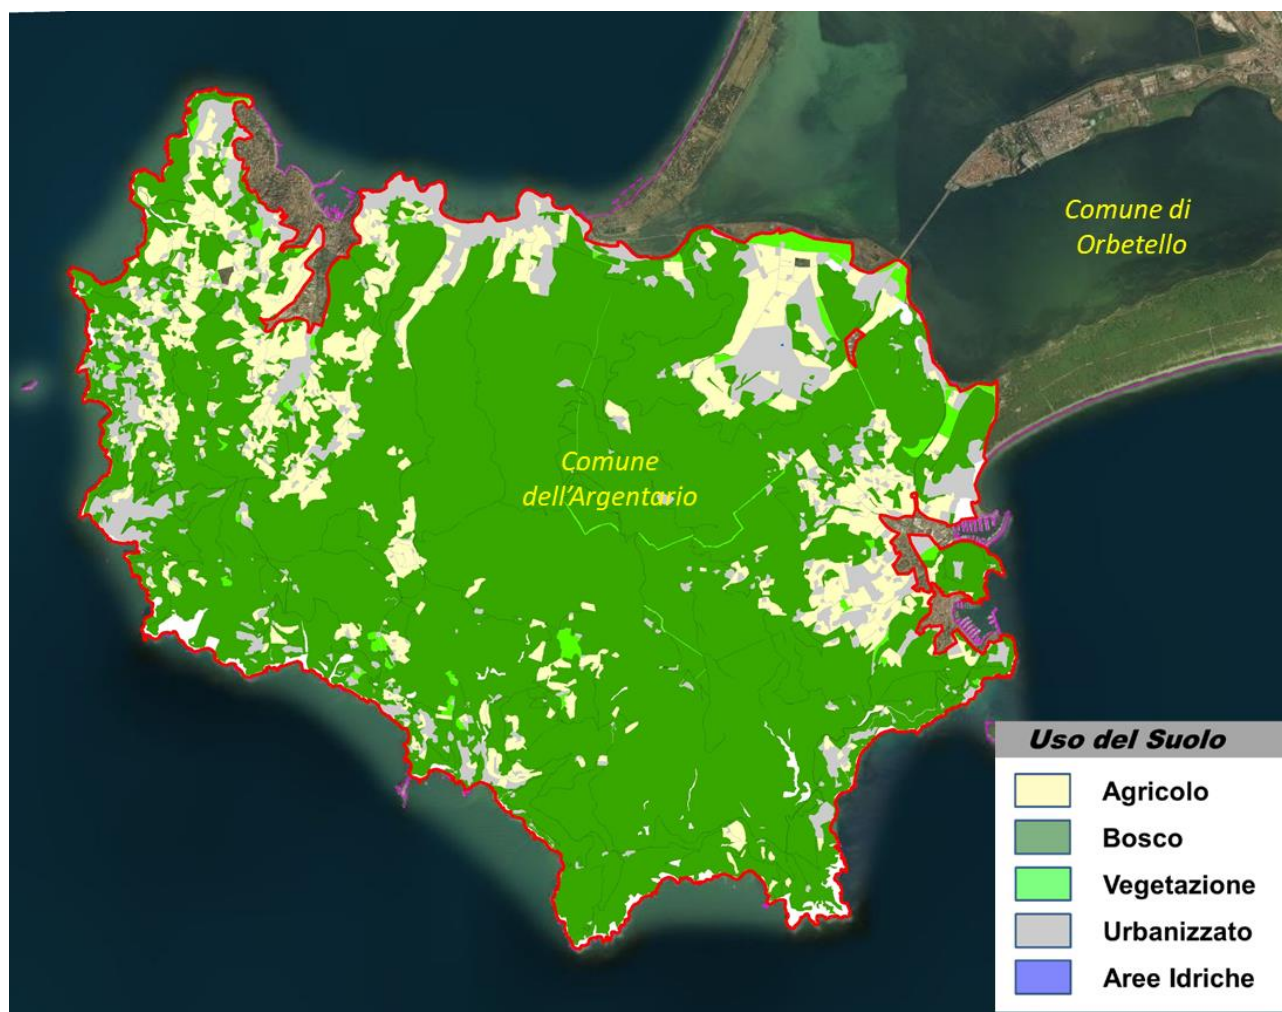 Comune di
Orbetello
Comune
dell'Argentario
Uso del Suolo
Agricolo
Bosco
Vegetazione
Urbanizzato
Aree Idriche